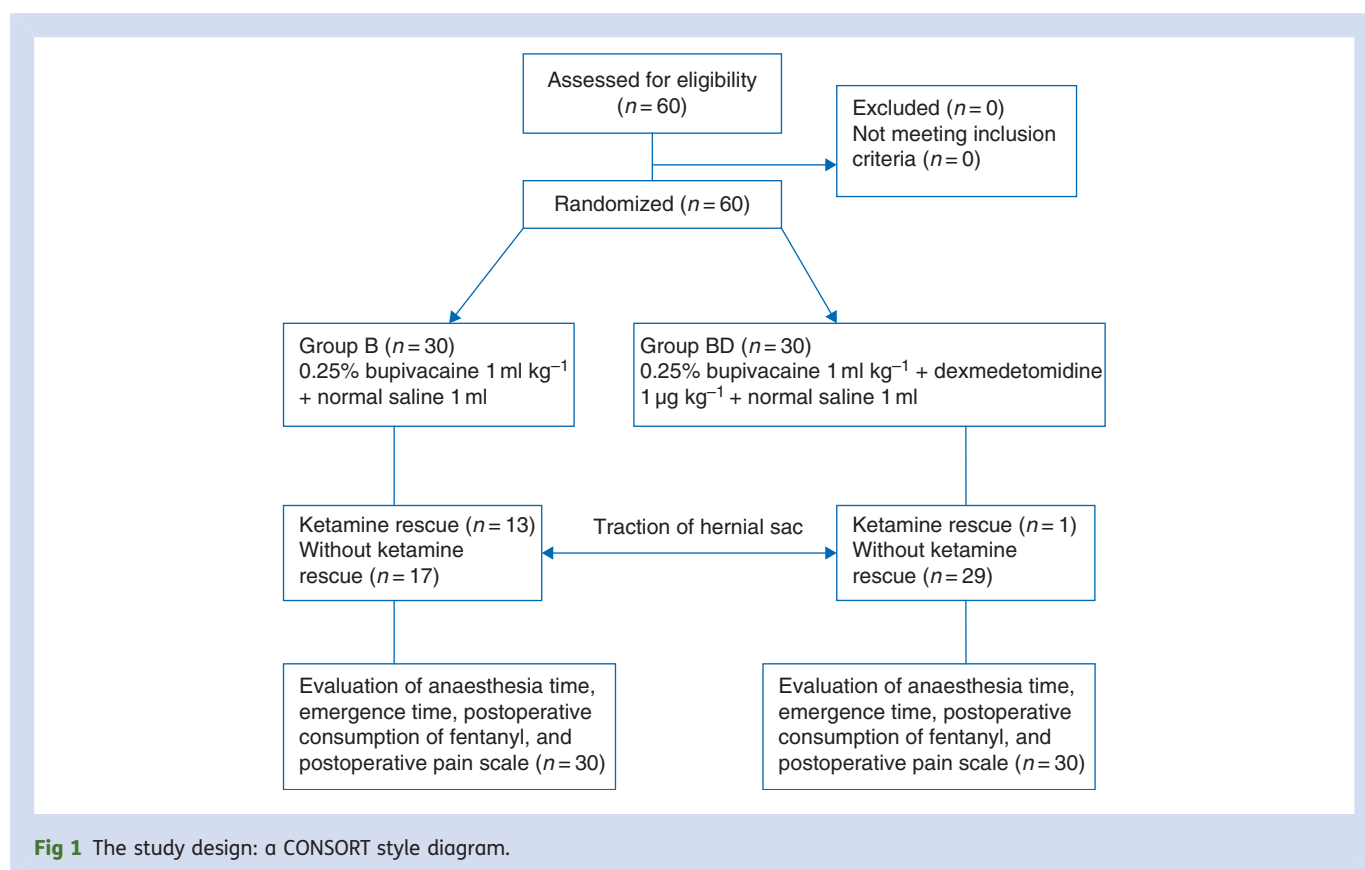 Assessed for eligibility
(n = 60)
Excluded (n = 0)
Not meeting inclusion
criteria (n = 0)
Randomized (n = 60)
Group B (n = 30)
0.25% bupivacaine 1 ml kg⁻¹
+ normal saline 1 ml
Group BD (n = 30)
0.25% bupivacaine 1 ml kg⁻¹ + dexmedetomidine
1 µg kg⁻¹ + normal saline 1 ml
Ketamine rescue (n = 13)
Without ketamine
rescue (n = 17)
Traction of hernial sac
Ketamine rescue (n = 1)
Without ketamine
rescue (n = 29)
Evaluation of anaesthesia time,
emergence time, postoperative
consumption of fentanyl, and
postoperative pain scale (n = 30)
Evaluation of anaesthesia time,
emergence time, postoperative
consumption of fentanyl, and
postoperative pain scale (n = 30)
Fig 1 The study design: a CONSORT style diagram.